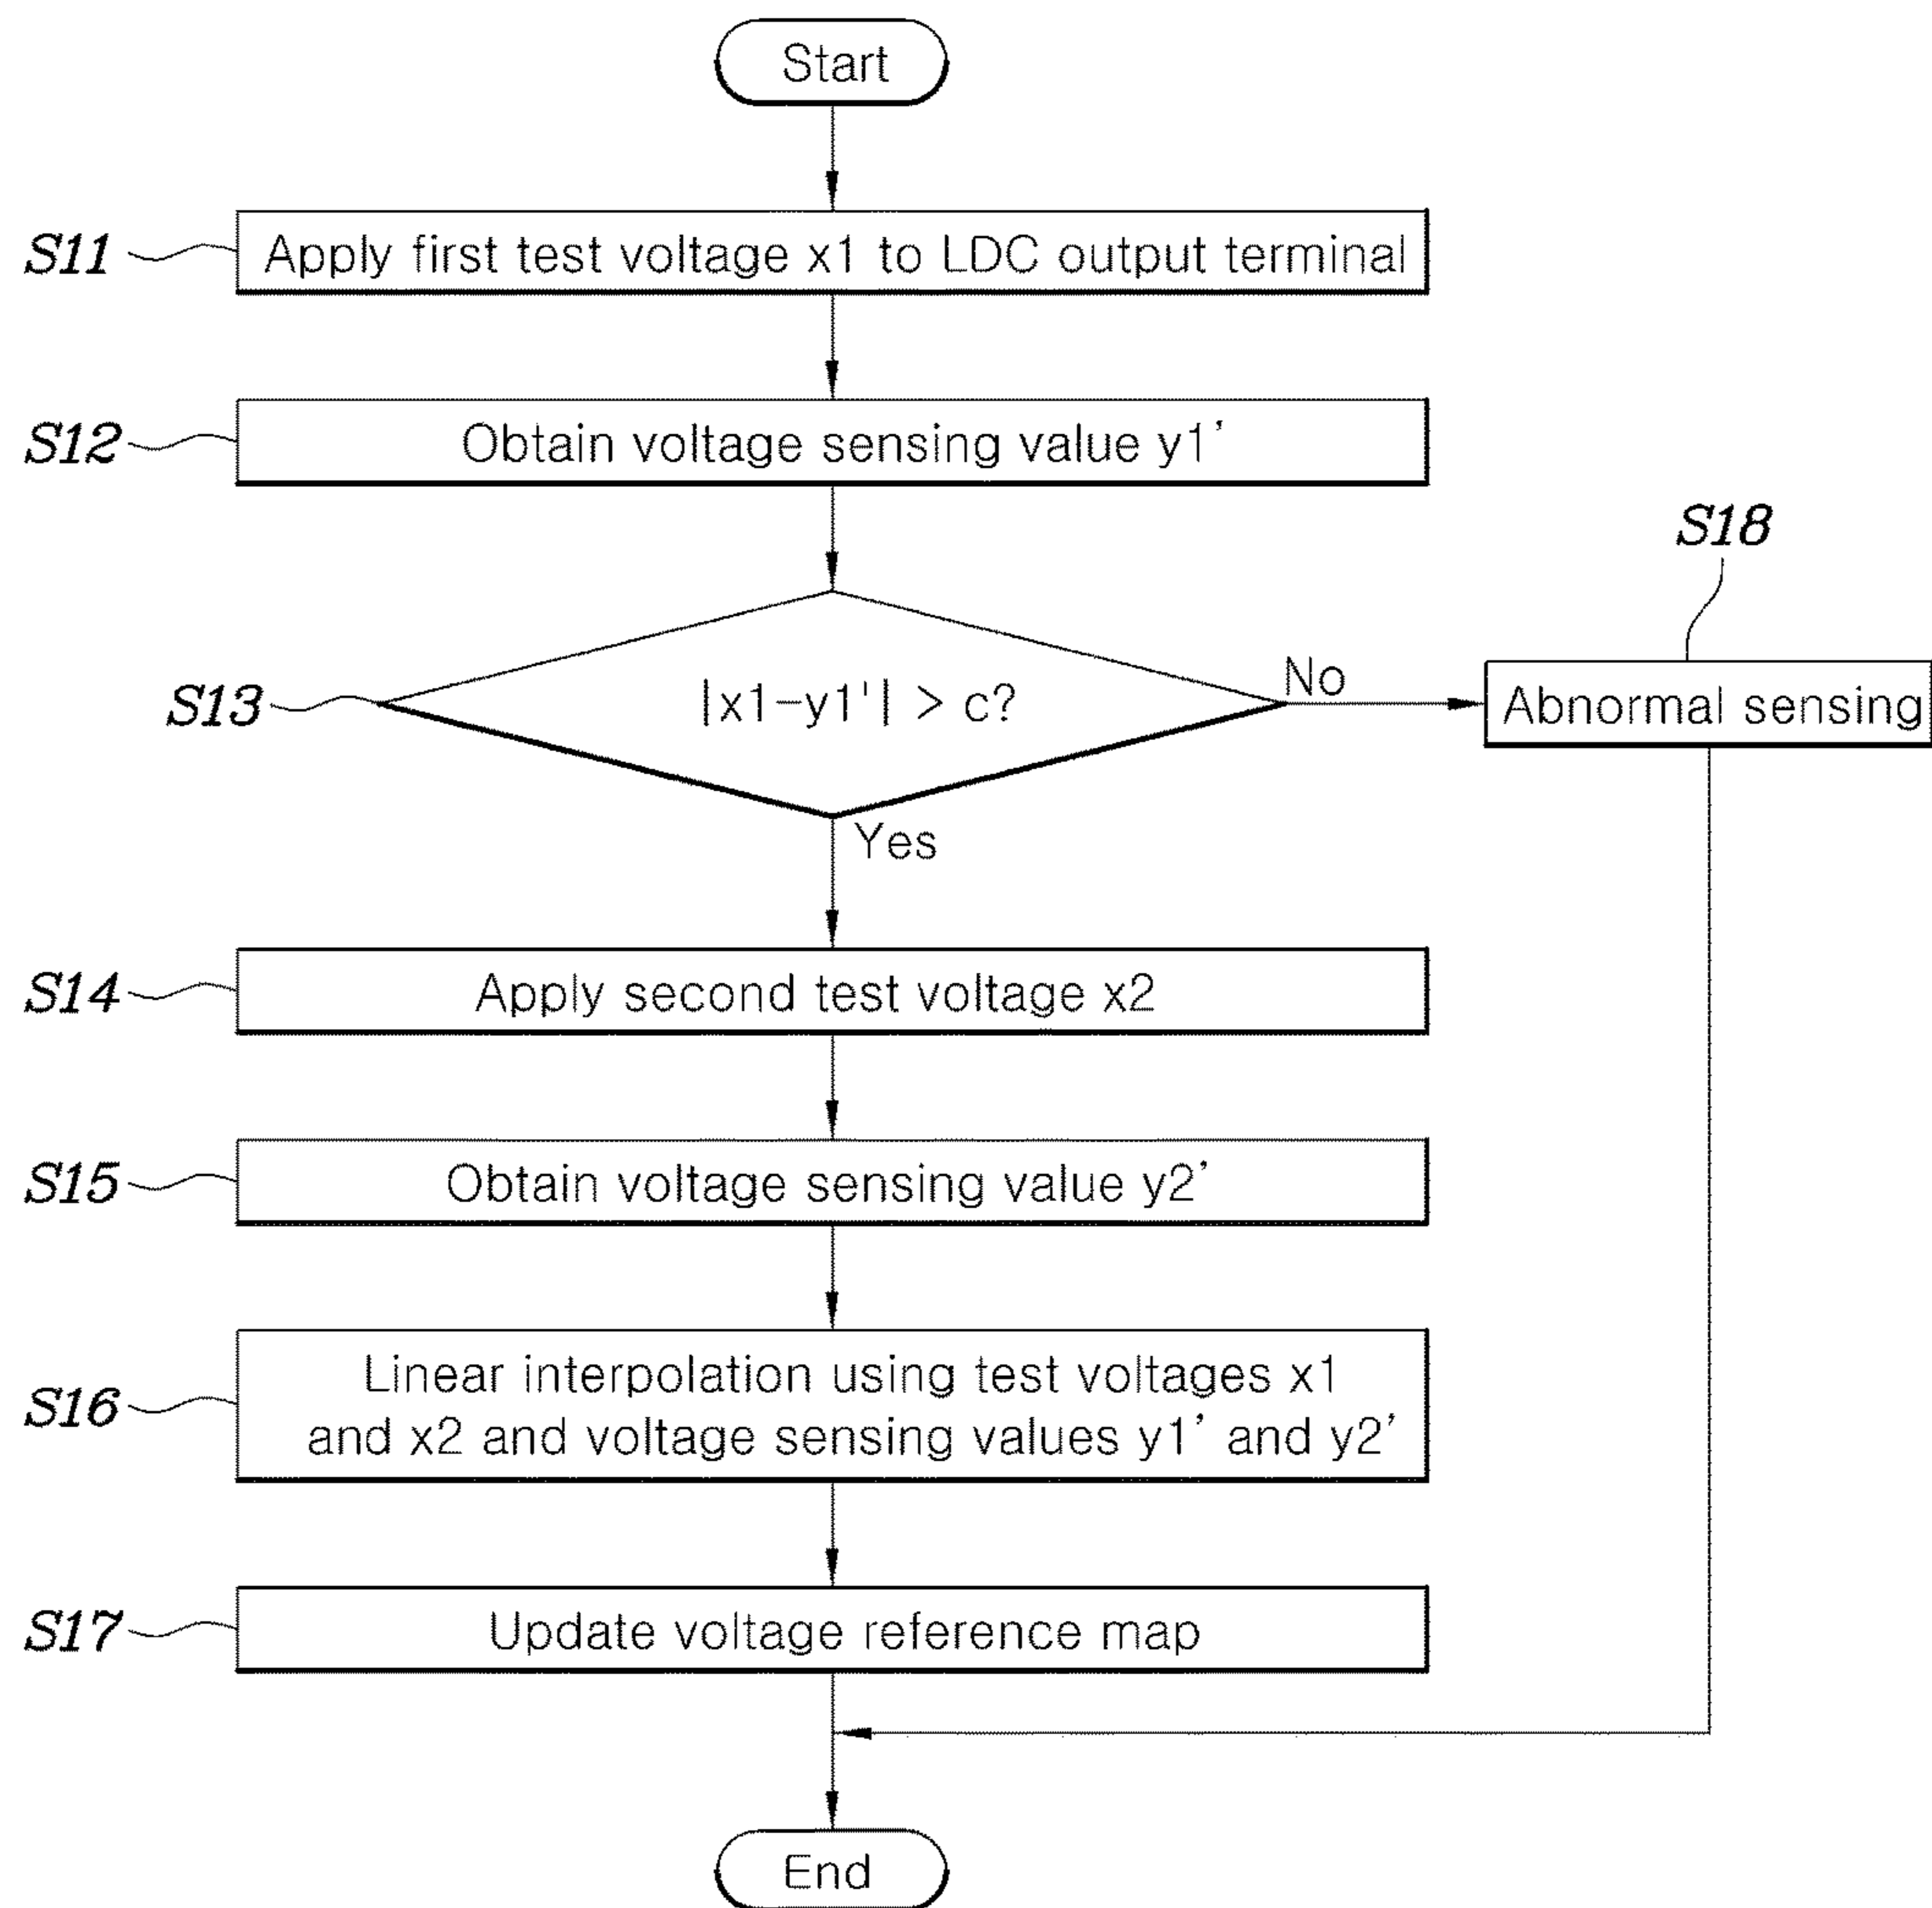 Start
S11
Apply first test voltage x1 to LDC output terminal
S12
Obtain voltage sensing value y1’
S18
S13
|x1-y1'| > c?
No
Abnormal sensing
Yes
S14
Apply second test voltage x2
S15
Obtain voltage sensing value y2’
S16
Linear interpolation using test voltages x1
and x2 and voltage sensing values y1’ and y2’
S17
Update voltage reference map
End